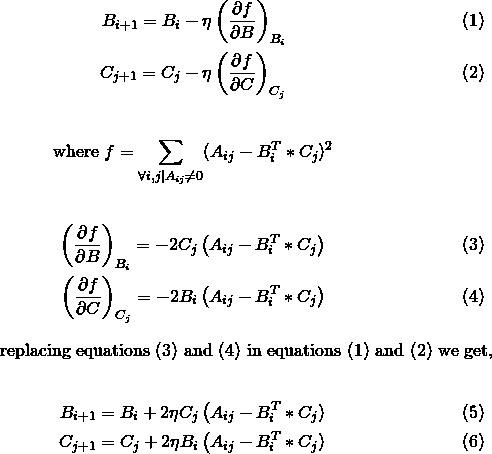 B_{i+1} = B_i − η (∂f/∂B)_{B_i} (1)
C_{j+1} = C_j − η (∂f/∂C)_{C_j} (2)
where f = ∑_{∀i,j|A_{ij}≠0} (A_{ij} − B_i^T * C_j)^2
(∂f/∂B)_{B_i} = −2C_j (A_{ij} − B_i^T * C_j) (3)
(∂f/∂C)_{C_j} = −2B_i (A_{ij} − B_i^T * C_j) (4)
replacing equations (3) and (4) in equations (1) and (2) we get,
B_{i+1} = B_i + 2ηC_j (A_{ij} − B_i^T * C_j) (5)
C_{j+1} = C_j + 2ηB_i (A_{ij} − B_i^T * C_j) (6)